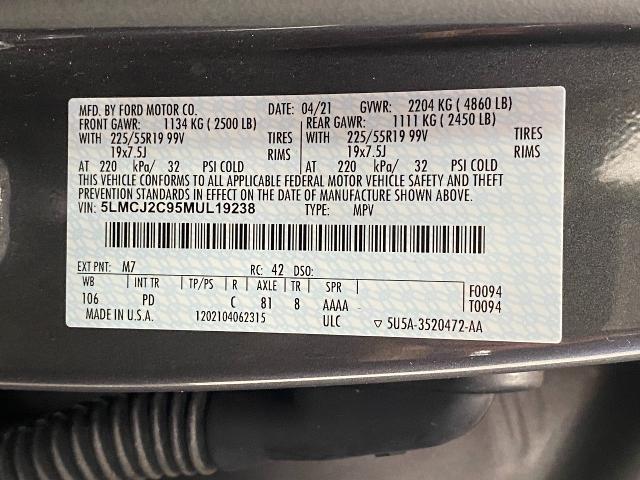 MFD. BY FORD MOTOR CO. DATE: 04/21 GVWR: 2204 KG ( 4860 LB)
FRONT GAWR: 1134 KG ( 2500 LB) REAR GAWR: 1111 KG ( 2450 LB)
WITH 225/55R19 99V TIRES WITH 225/55R19 99V TIRES
19x7.5J RIMS 19x7.5J RIMS
AT 220 kPa/ 32 PSI COLD AT 220 kPa/ 32 PSI COLD
THIS VEHICLE CONFORMS TO ALL APPLICABLE FEDERAL MOTOR VEHICLE SAFETY AND THEFT
PREVENTION STANDARDS IN EFFECT ON THE DATE OF MANUFACTURE SHOWN ABOVE.
VIN: 5LMCJ2C95MUL19238 TYPE: MPV
EXT PNT: M7 RC: 42 DSO:
WB INT TR TP/PS R AXLE TR SPR F0094
106 PD C 81 8 AAAA T0094
MADE IN U.S.A. 1202104062315 ULC ▽ 5U5A-3520472-AA